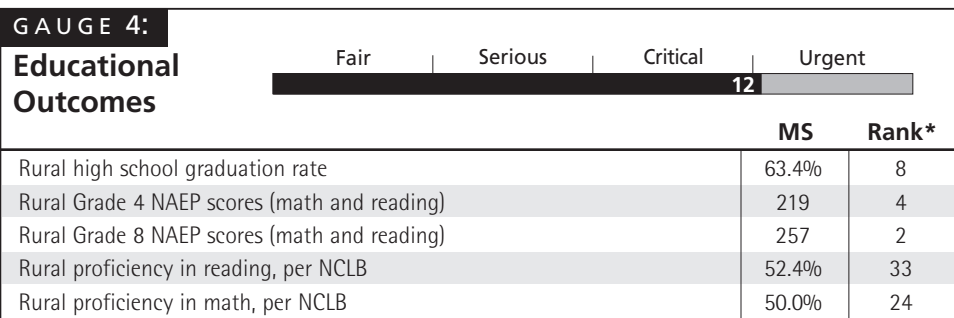 GAUGE 4:
Educational
Outcomes
Fair | Serious | Critical | Urgent
12
MS Rank*
Rural high school graduation rate 63.4% 8
Rural Grade 4 NAEP scores (math and reading) 219 4
Rural Grade 8 NAEP scores (math and reading) 257 2
Rural proficiency in reading, per NCLB 52.4% 33
Rural proficiency in math, per NCLB 50.0% 24